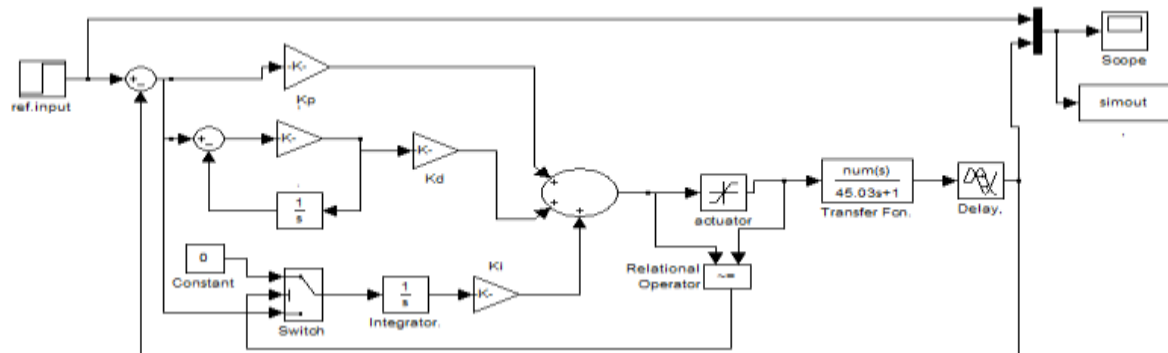 ref.input
+
-
-K-
Kp
+
-
K-
1
s
K-
Kd
0
Constant
Switch
1
s
Integrator.
Ki
K-
+
+
+
actuator
Relational
Operator
~=
num(s)
45.03s+1
Transfer Fon.
Delay,
Scope
simout